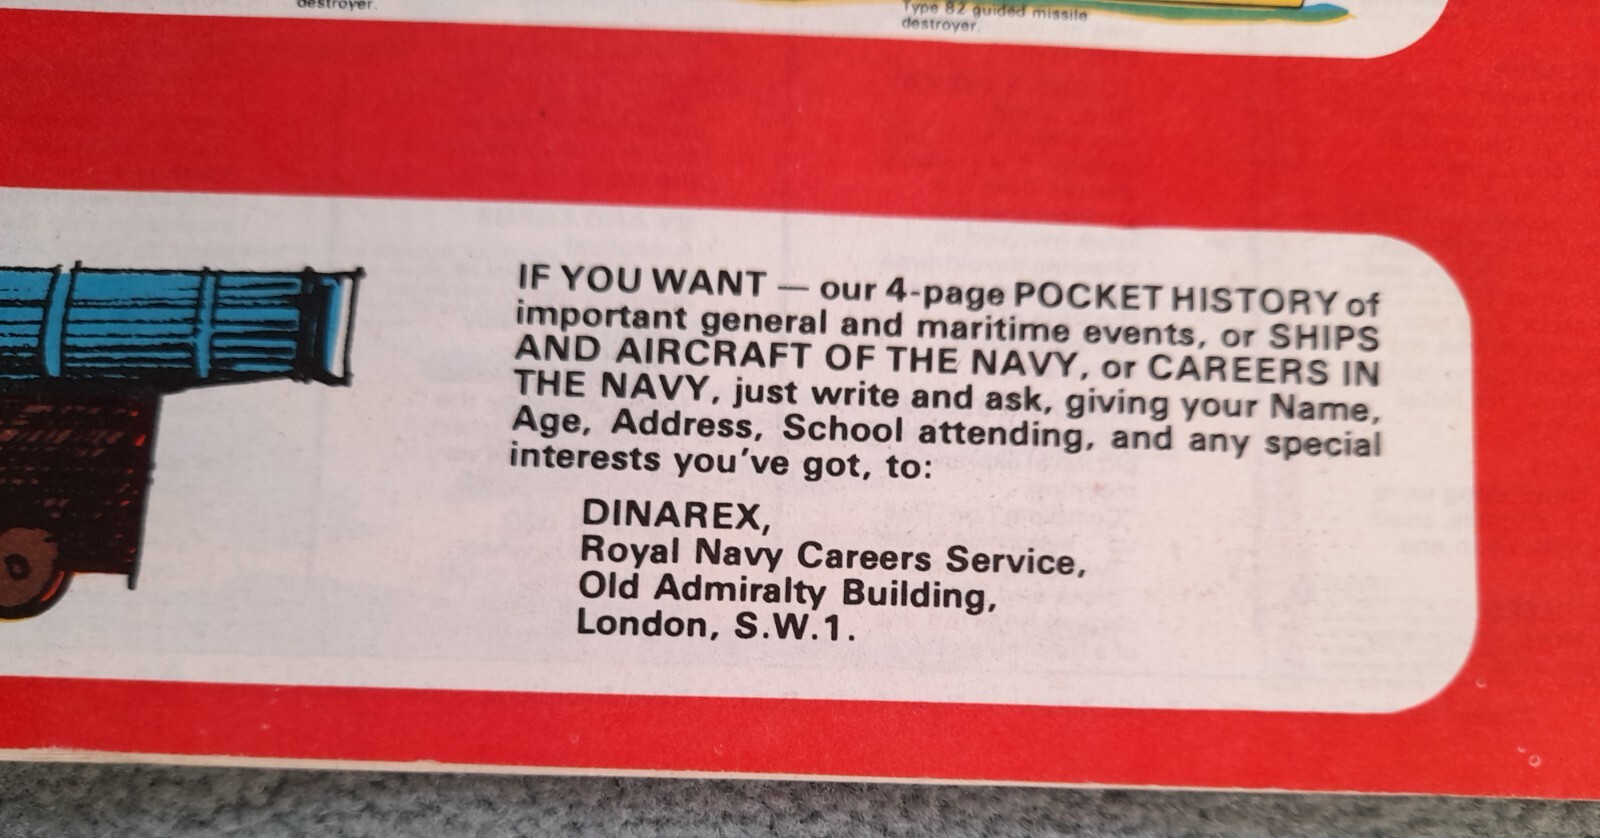 destroyer.
Type 82 guided missile
destroyer.
IF YOU WANT — our 4-page POCKET HISTORY of
important general and maritime events, or SHIPS
AND AIRCRAFT OF THE NAVY, or CAREERS IN
THE NAVY, just write and ask, giving your Name,
Age, Address, School attending, and any special
interests you've got, to:
DINAREX,
Royal Navy Careers Service,
Old Admiralty Building,
London, S.W.1.